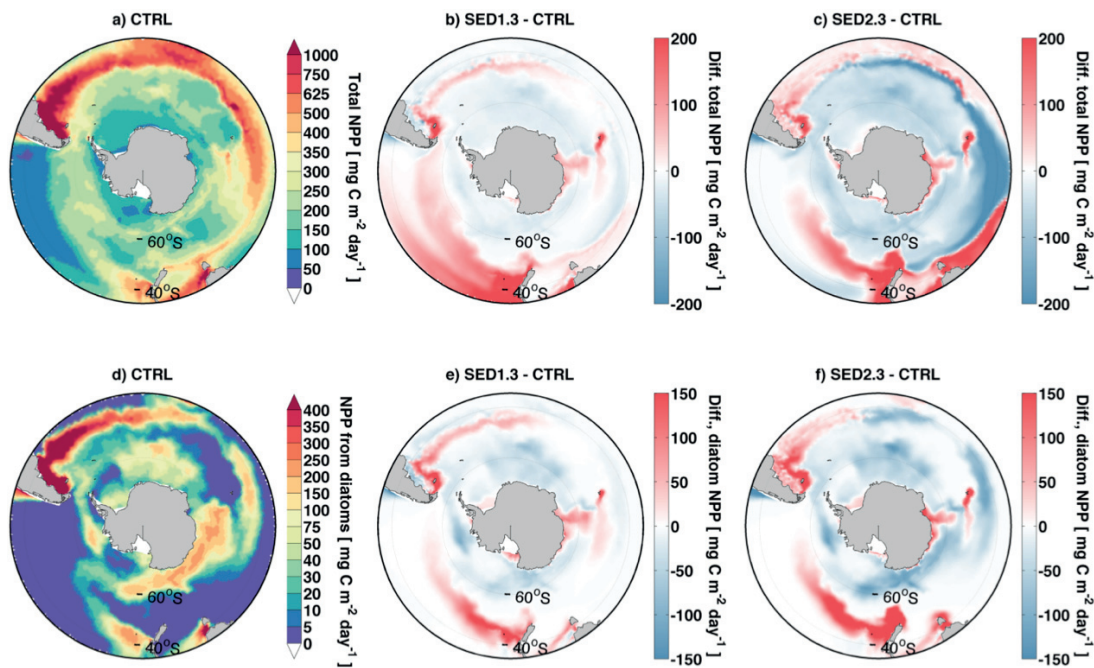 a) CTRL
b) SED1.3 - CTRL
c) SED2.3 - CTRL
1000
750
625
500
400
350
300
250
200
150
100
50
0
Total NPP [ mg C m⁻² day⁻¹ ]
60°S
40°S
200
100
0
-100
-200
Diff. total NPP [ mg C m⁻² day⁻¹ ]
60°S
40°S
200
100
0
-100
-200
Diff. total NPP [ mg C m⁻² day⁻¹ ]
60°S
40°S
d) CTRL
e) SED1.3 - CTRL
f) SED2.3 - CTRL
400
350
300
200
150
100
75
50
40
30
20
10
5
0
NPP from diatoms [ mg C m⁻² day⁻¹ ]
60°S
40°S
150
100
50
0
-50
-100
-150
Diff., diatom NPP [ mg C m⁻² day⁻¹ ]
60°S
40°S
150
100
50
0
-50
-100
-150
Diff., diatom NPP [ mg C m⁻² day⁻¹ ]
60°S
40°S